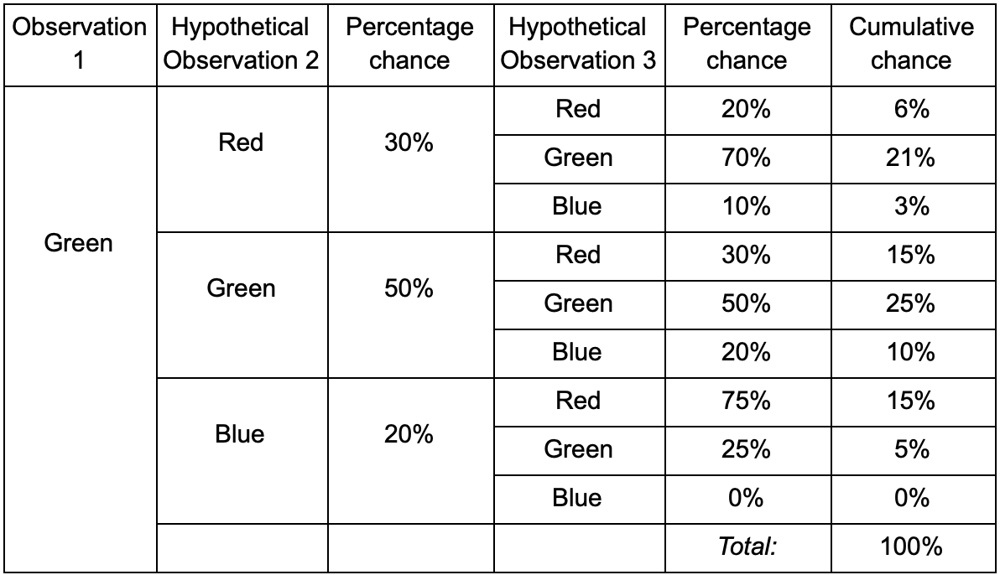 Observation 1 | Hypothetical Observation 2 | Percentage chance | Hypothetical Observation 3 | Percentage chance | Cumulative chance
Green | Red | 30% | Red | 20% | 6%
Green | 70% | 21%
Blue | 10% | 3%
Green | 50% | Red | 30% | 15%
Green | 50% | 25%
Blue | 20% | 10%
Blue | 20% | Red | 75% | 15%
Green | 25% | 5%
Blue | 0% | 0%
Total: | 100%